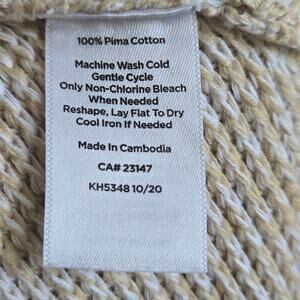 100% Pima Cotton
Machine Wash Cold
Gentle Cycle
Only Non-Chlorine Bleach
When Needed
Reshape, Lay Flat To Dry
Cool Iron If Needed
Made In Cambodia
CA# 23147
KH5348 10/20